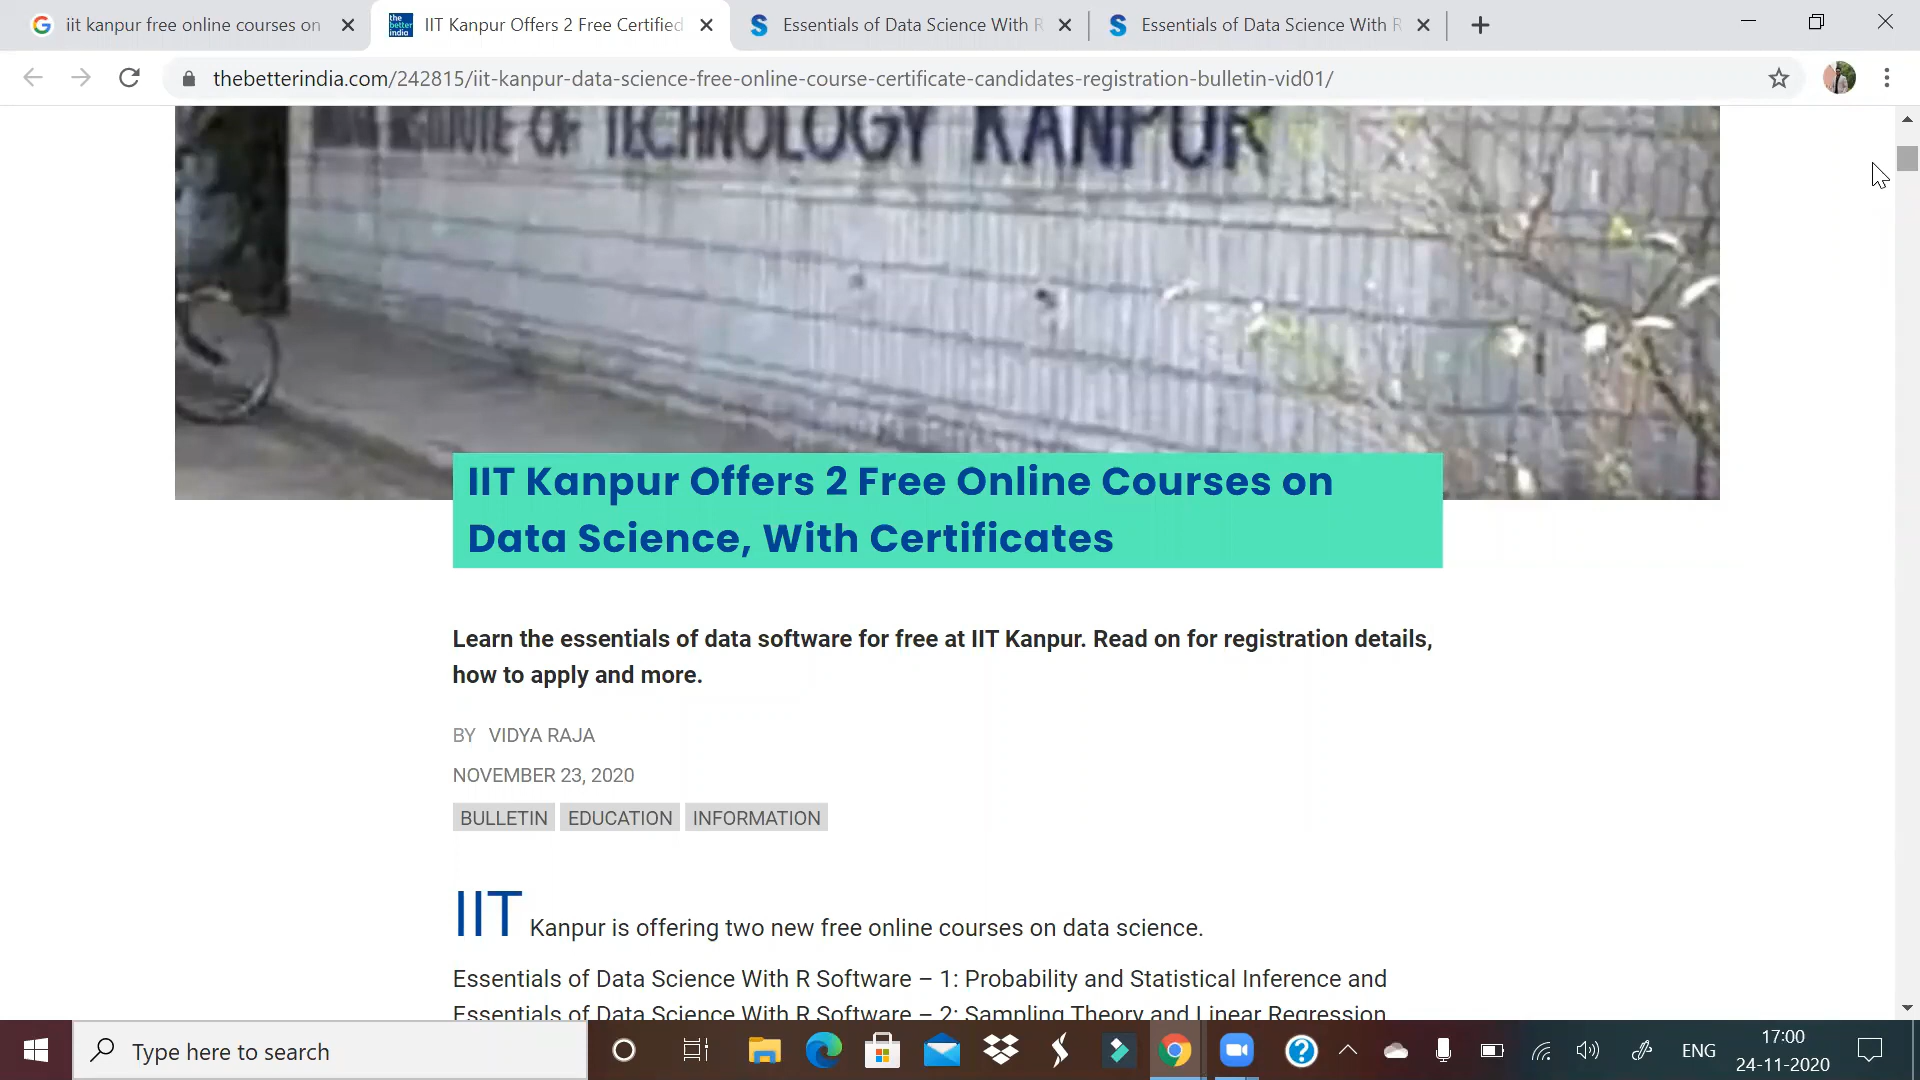 iit kanpur free online courses on
IIT Kanpur Offers 2 Free Certified
Essentials of Data Science With R
Essentials of Data Science With R
thebetterindia.com/242815/iit-kanpur-data-science-free-online-course-certificate-candidates-registration-bulletin-vid01/
OF TECHNOLOGY KANPUR
IIT Kanpur Offers 2 Free Online Courses on
Data Science, With Certificates
Learn the essentials of data software for free at IIT Kanpur. Read on for registration details,
how to apply and more.
BY VIDYA RAJA
NOVEMBER 23, 2020
BULLETIN EDUCATION INFORMATION
IIT Kanpur is offering two new free online courses on data science.
Essentials of Data Science With R Software – 1: Probability and Statistical Inference and
Essentials of Data Science With R Software – 2: Sampling Theory and Linear Regression
Type here to search
ENG
17:00
24-11-2020